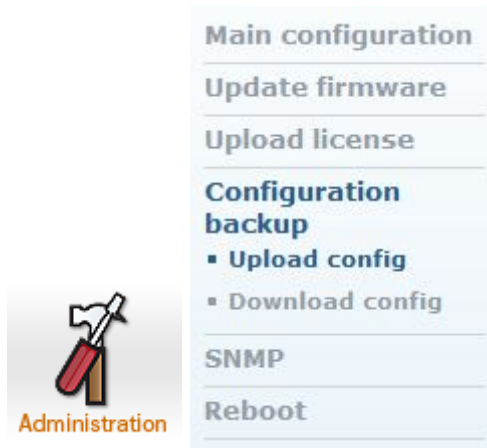 Main configuration
Update firmware
Upload license
Configuration
backup
Upload config
Download config
SNMP
Reboot
Administration